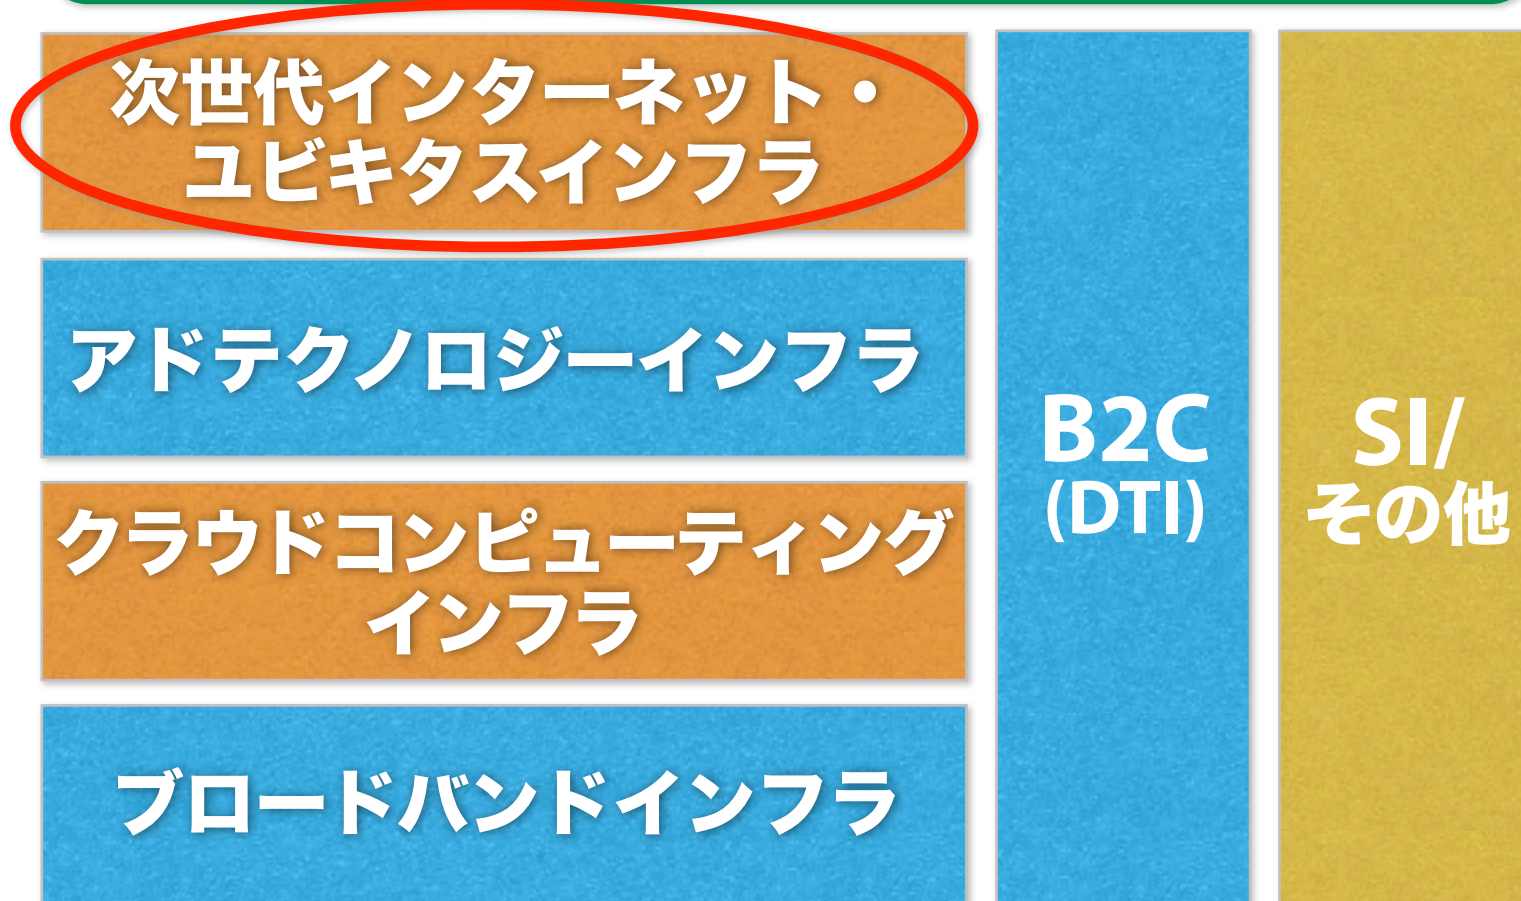 次世代インターネット・
ユビキタスインフラ
アドテクノロジーインフラ
クラウドコンピューティング
インフラ
ブロードバンドインフラ
B2C
(DTI)
SI/
その他